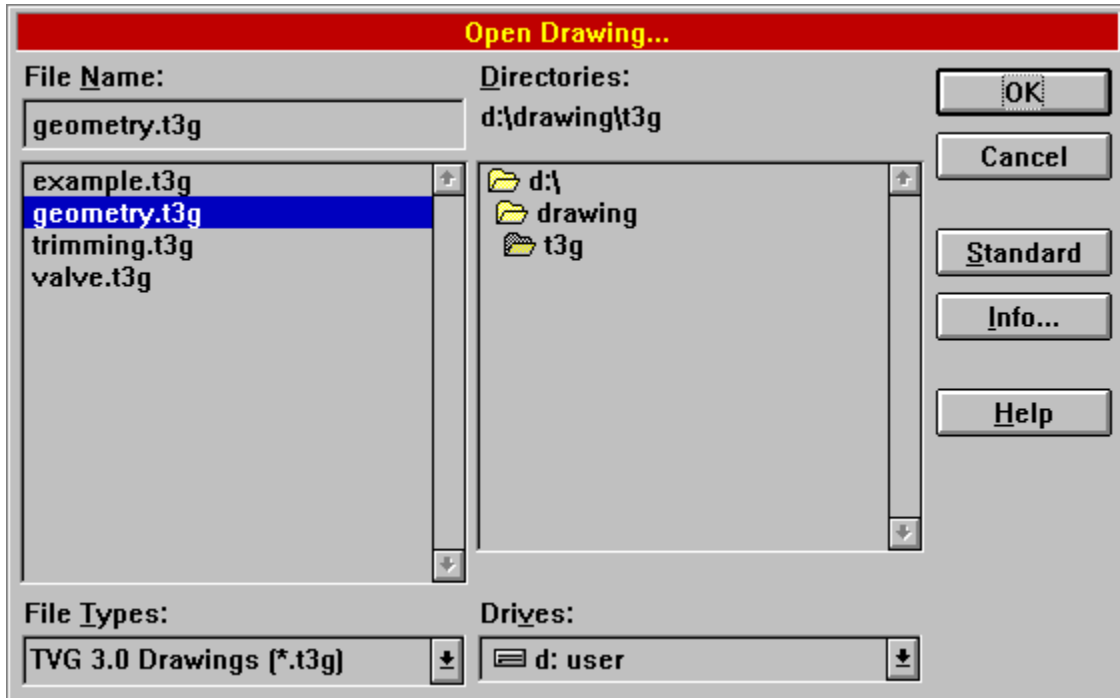 Open Drawing...
File Name:
geometry.t3g
example.t3g
geometry.t3g
trimming.t3g
valve.t3g
File Types:
TVG 3.0 Drawings (*.t3g)
Directories:
d:\drawing\t3g
d:\
drawing
t3g
Drives:
d: user
OK
Cancel
Standard
Info...
Help